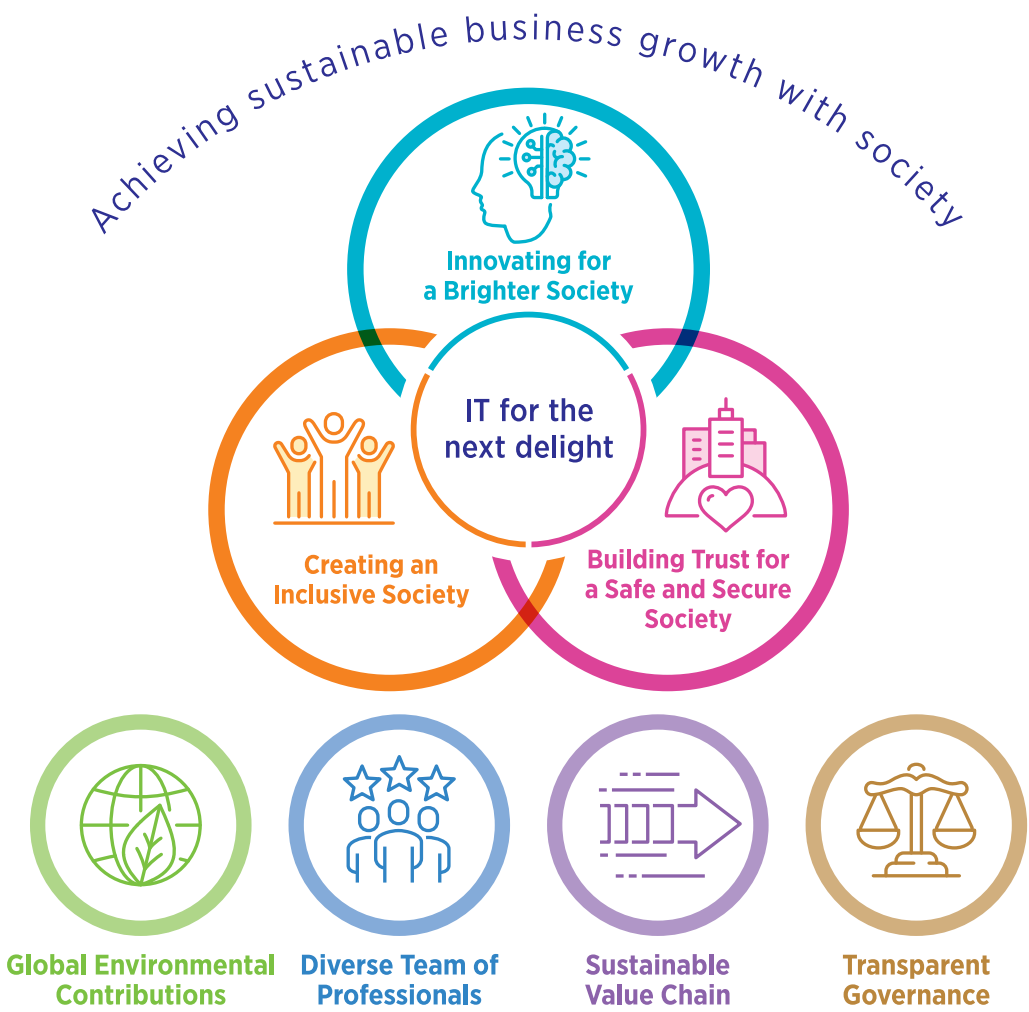 Achieving sustainable business growth with society
Innovating for
a Brighter Society
IT for the
next delight
Creating an
Inclusive Society
Building Trust for
a Safe and Secure
Society
Global Environmental
Contributions
Diverse Team of
Professionals
Sustainable
Value Chain
Transparent
Governance